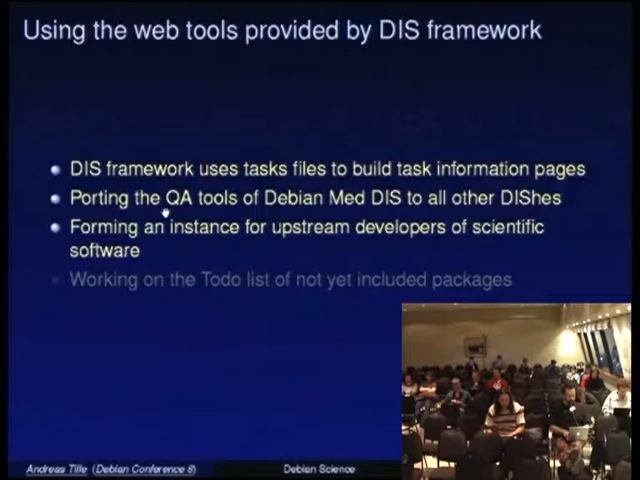 Using the web tools provided by DIS framework
DIS framework uses tasks files to build task information pages
Porting the QA tools of Debian Med DIS to all other DIShes
Forming an instance for upstream developers of scientific
software
Working on the Todo list of not yet included packages
Andreas Tille (Debian Conference 8)
Debian Science